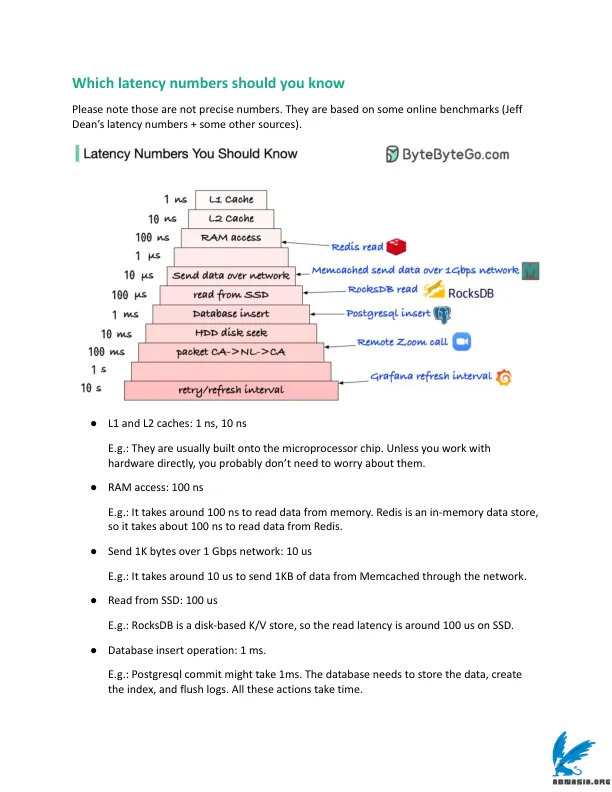 Which latency numbers should you know
Please note those are not precise numbers. They are based on some online benchmarks (Jeff
Dean's latency numbers + some other sources).
Latency Numbers You Should Know
ByteByteGo.com
1 ns L1 Cache
10 ns L2 Cache
100 ns RAM access
Redis read
1 µs
10 µs Send data over network
Memcached send data over 1Gbps network
100 µs read from SSD
RocksDB read
RocksDB
1 ms Database insert
Postgresql insert
10 ms HDD disk seek
Remote Zoom call
100 ms packet CA->NL->CA
1 s
Grafana refresh interval
10 s retry/refresh interval
● L1 and L2 caches: 1 ns, 10 ns
E.g.: They are usually built onto the microprocessor chip. Unless you work with
hardware directly, you probably don't need to worry about them.
● RAM access: 100 ns
E.g.: It takes around 100 ns to read data from memory. Redis is an in-memory data store,
so it takes about 100 ns to read data from Redis.
● Send 1K bytes over 1 Gbps network: 10 us
E.g.: It takes around 10 us to send 1KB of data from Memcached through the network.
● Read from SSD: 100 us
E.g.: RocksDB is a disk-based K/V store, so the read latency is around 100 us on SSD.
● Database insert operation: 1 ms.
E.g.: Postgresql commit might take 1ms. The database needs to store the data, create
the index, and flush logs. All these actions take time.
ABNASIA.ORG